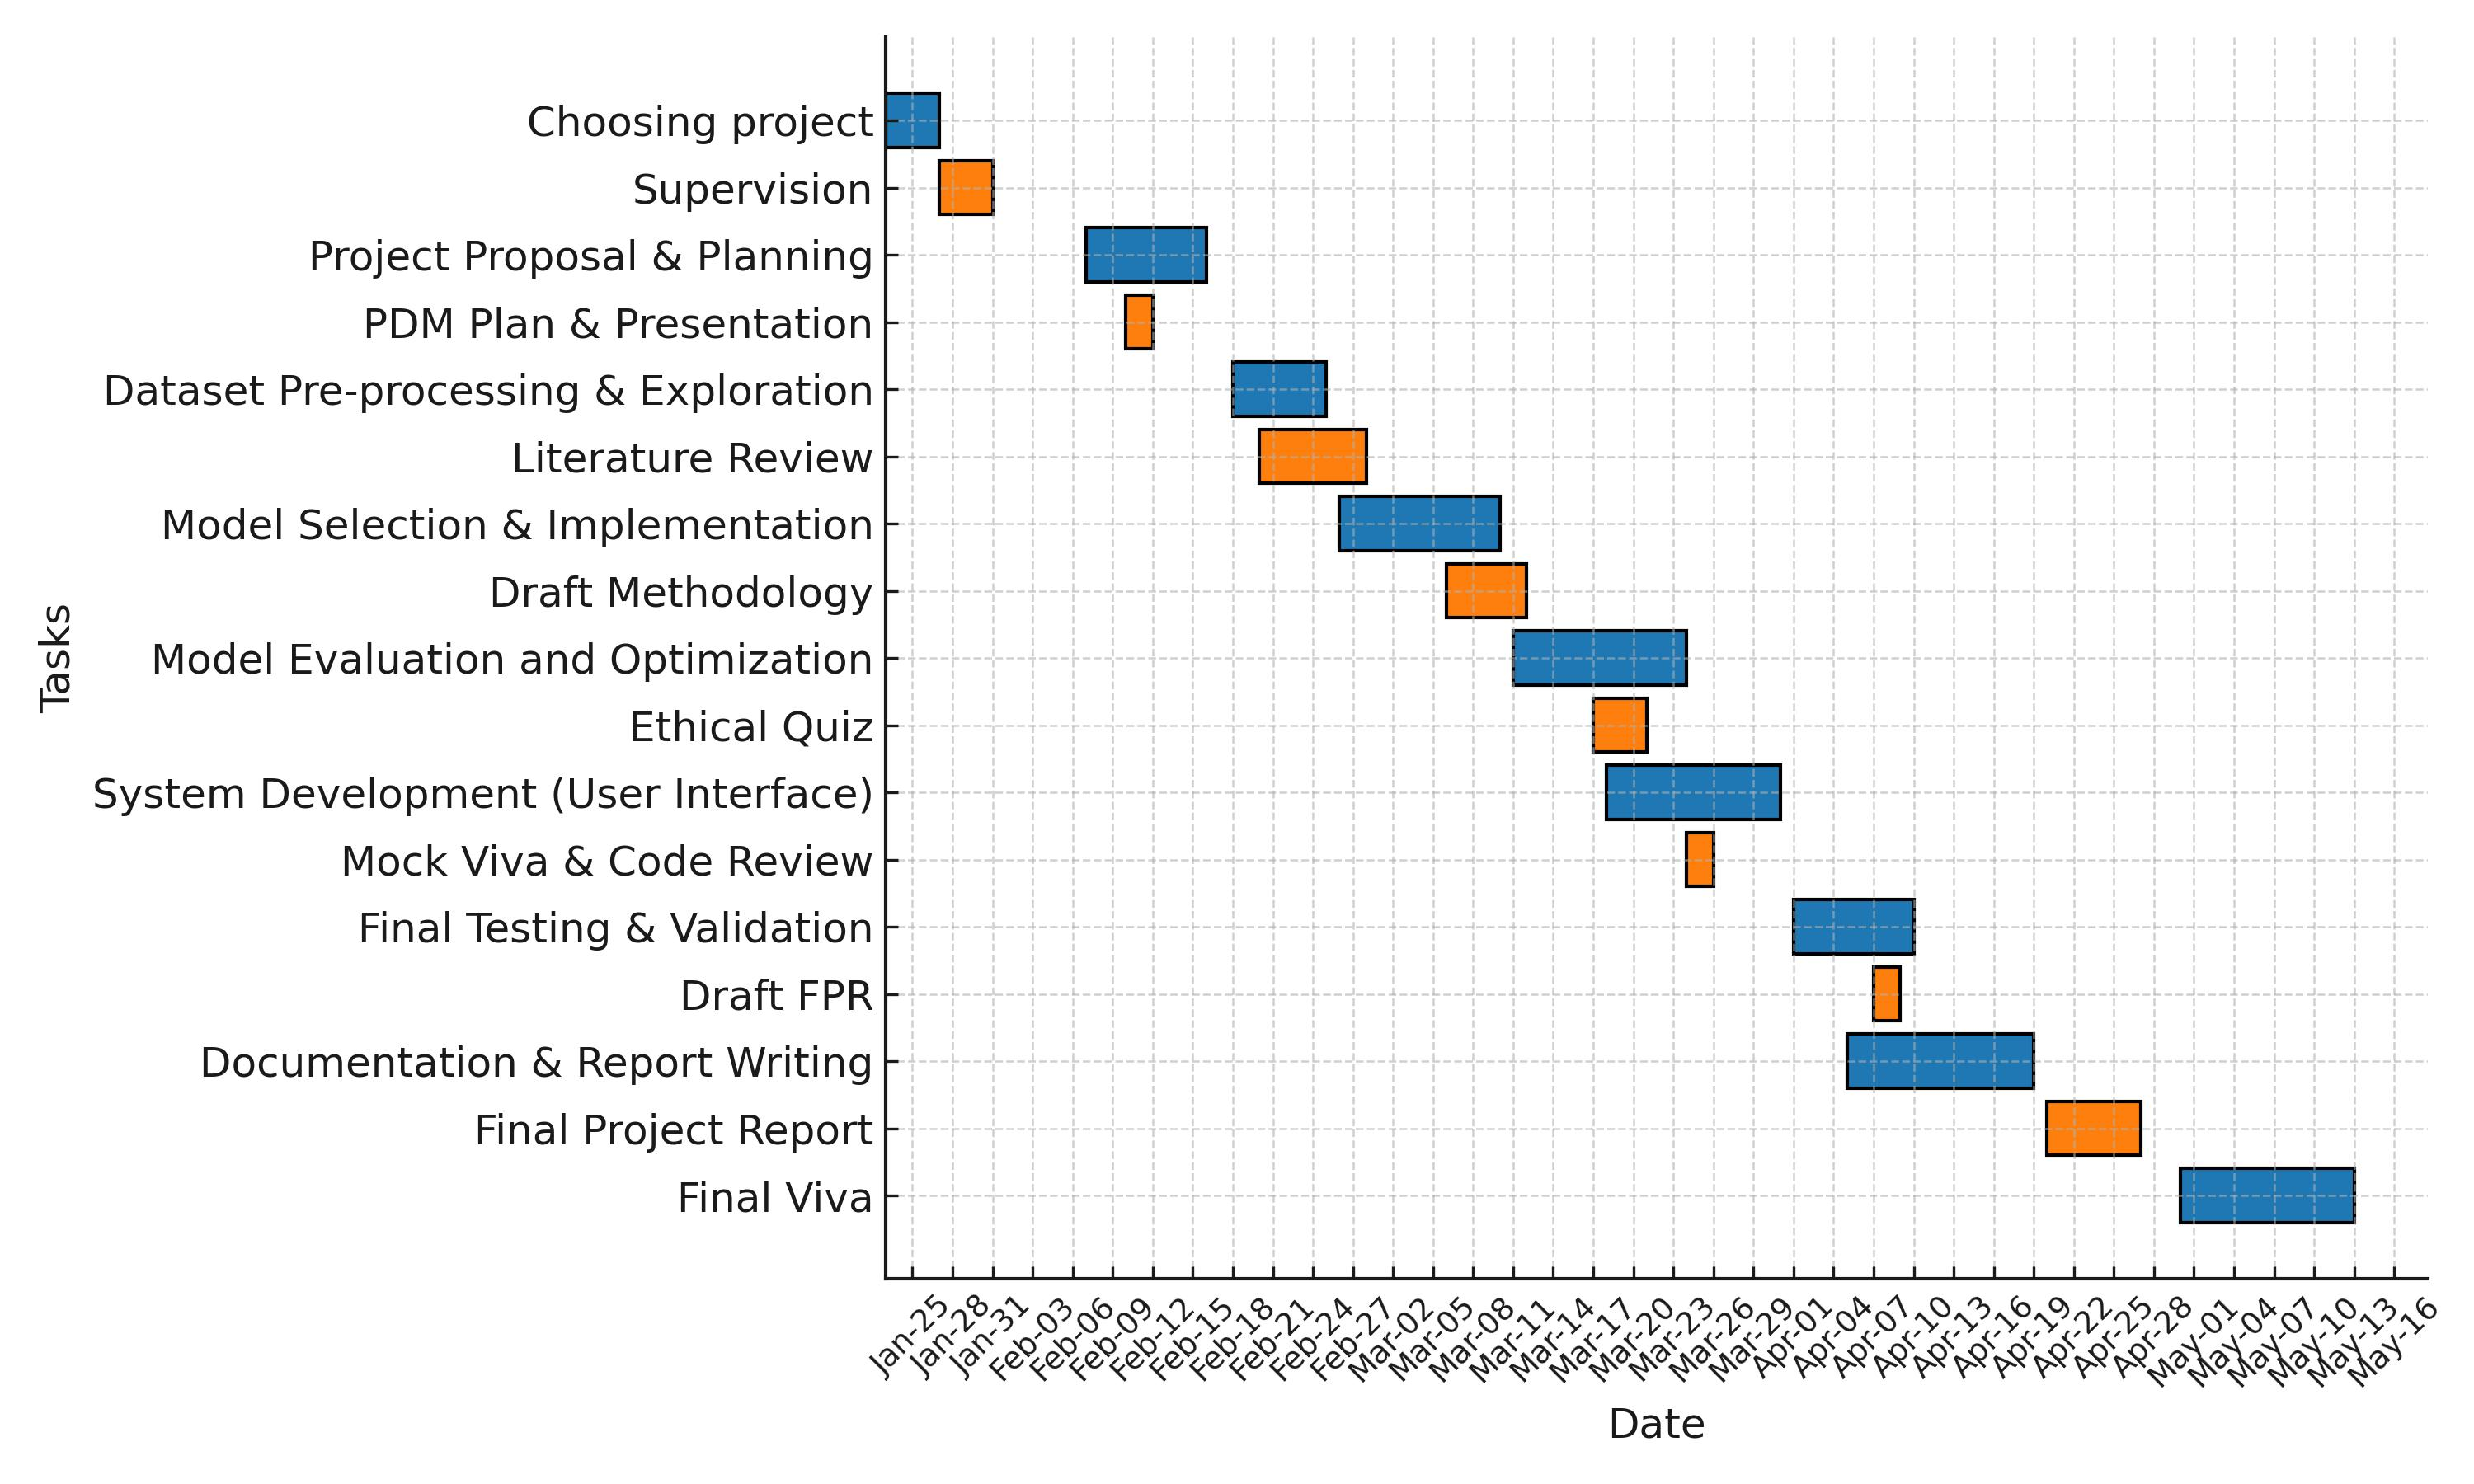 Choosing project
Supervision
Project Proposal & Planning
PDM Plan & Presentation
Dataset Pre-processing & Exploration
Literature Review
Model Selection & Implementation
Draft Methodology
Model Evaluation and Optimization
Ethical Quiz
System Development (User Interface)
Mock Viva & Code Review
Final Testing & Validation
Draft FPR
Documentation & Report Writing
Final Project Report
Final Viva
Tasks
Jan-25
Jan-28
Jan-31
Feb-03
Feb-06
Feb-09
Feb-12
Feb-15
Feb-18
Feb-21
Feb-24
Feb-27
Mar-02
Mar-05
Mar-08
Mar-11
Mar-14
Mar-17
Mar-20
Mar-23
Mar-26
Mar-29
Apr-01
Apr-04
Apr-07
Apr-10
Apr-13
Apr-16
Apr-19
Apr-22
Apr-25
Apr-28
May-01
May-04
May-07
May-10
May-13
May-16
Date